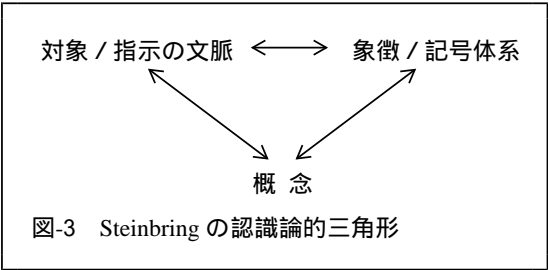 対象 / 指示の文脈 ⟷ 象徴 / 記号体系
概 念
図-3 Steinbring の認識論的三角形